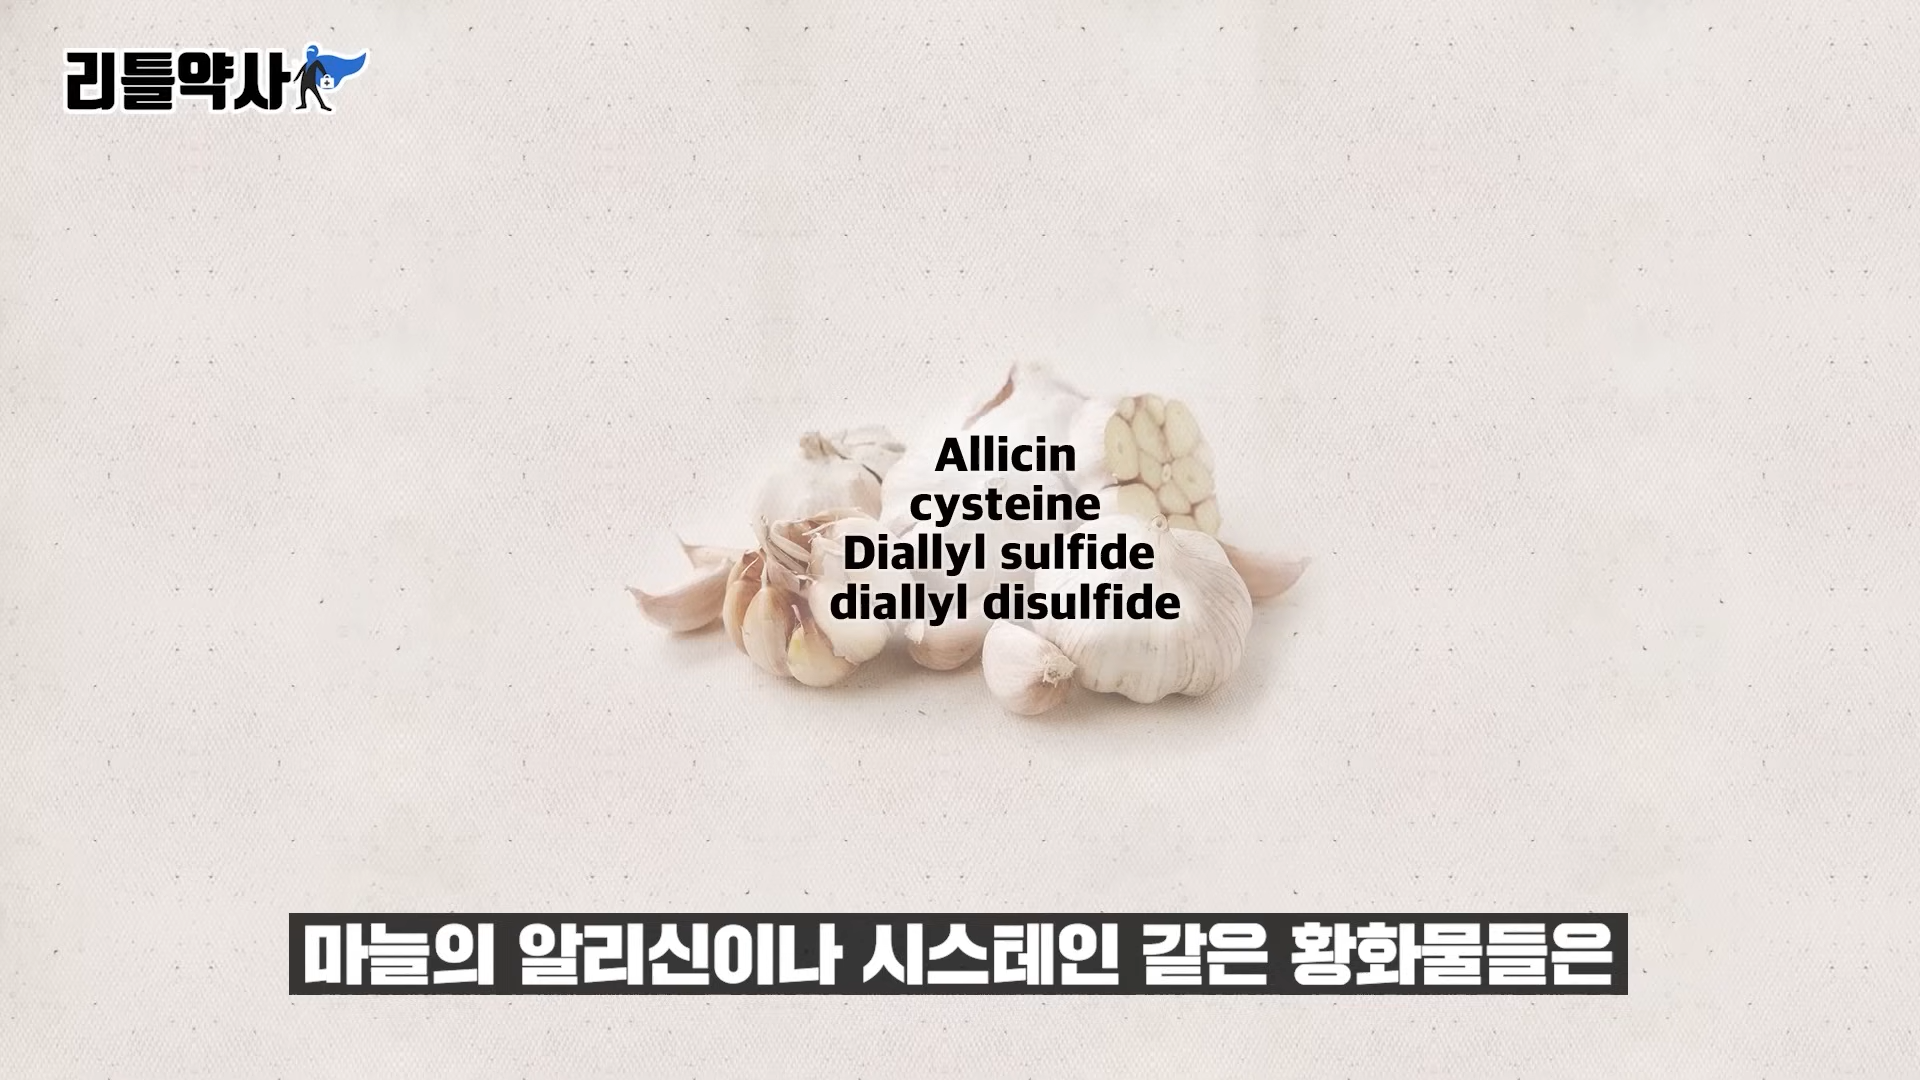 리틀약사
Allicin
cysteine
Diallyl sulfide
diallyl disulfide
마늘의 알리신이나 시스테인 같은 황화물들은